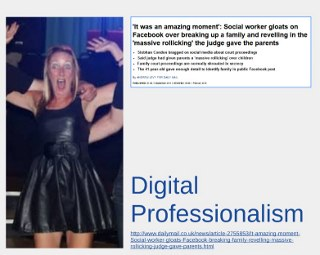 'It was an amazing moment': Social worker gloats on
Facebook over breaking up a family and revelling in the
'massive rollicking' the judge gave the parents
Siobhan Condon bragged on social media about court proceedings
Said judge had given parents a 'massive rollicking' over children
Family court proceedings are normally shrouded in secrecy
The 41 year old gave enough detail to identify family in public Facebook post
Digital
Professionalism
http://www.dailymail.co.uk/news/article-2755853/It-amazing-moment-
Social-worker-gloats-Facebook-breaking-family-revelling-massive-
rollicking-judge-gave-parents.html